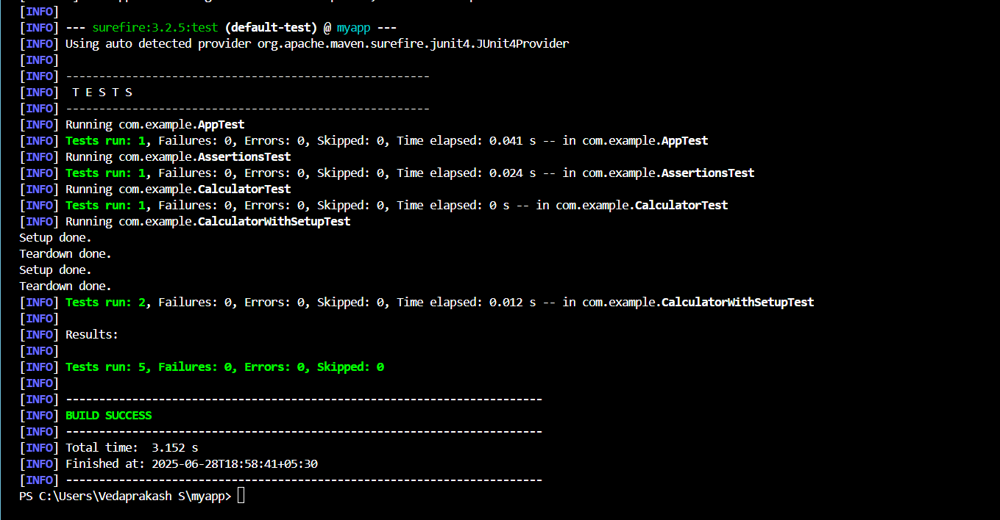 [INFO]
[INFO] --- surefire:3.2.5:test (default-test) @ myapp ---
[INFO] Using auto detected provider org.apache.maven.surefire.junit4.JUnit4Provider
[INFO]
[INFO] -------------------------------------------------------
[INFO]  T E S T S
[INFO] -------------------------------------------------------
[INFO] Running com.example.AppTest
[INFO] Tests run: 1, Failures: 0, Errors: 0, Skipped: 0, Time elapsed: 0.041 s -- in com.example.AppTest
[INFO] Running com.example.AssertionsTest
[INFO] Tests run: 1, Failures: 0, Errors: 0, Skipped: 0, Time elapsed: 0.024 s -- in com.example.AssertionsTest
[INFO] Running com.example.CalculatorTest
[INFO] Tests run: 1, Failures: 0, Errors: 0, Skipped: 0, Time elapsed: 0 s -- in com.example.CalculatorTest
[INFO] Running com.example.CalculatorWithSetupTest
Setup done.
Teardown done.
Setup done.
Teardown done.
[INFO] Tests run: 2, Failures: 0, Errors: 0, Skipped: 0, Time elapsed: 0.012 s -- in com.example.CalculatorWithSetupTest
[INFO]
[INFO] Results:
[INFO]
[INFO] Tests run: 5, Failures: 0, Errors: 0, Skipped: 0
[INFO]
[INFO] ------------------------------------------------------------------------
[INFO] BUILD SUCCESS
[INFO] ------------------------------------------------------------------------
[INFO] Total time:  3.152 s
[INFO] Finished at: 2025-06-28T18:58:41+05:30
[INFO] ------------------------------------------------------------------------
PS C:\Users\Vedaprakash S\myapp>